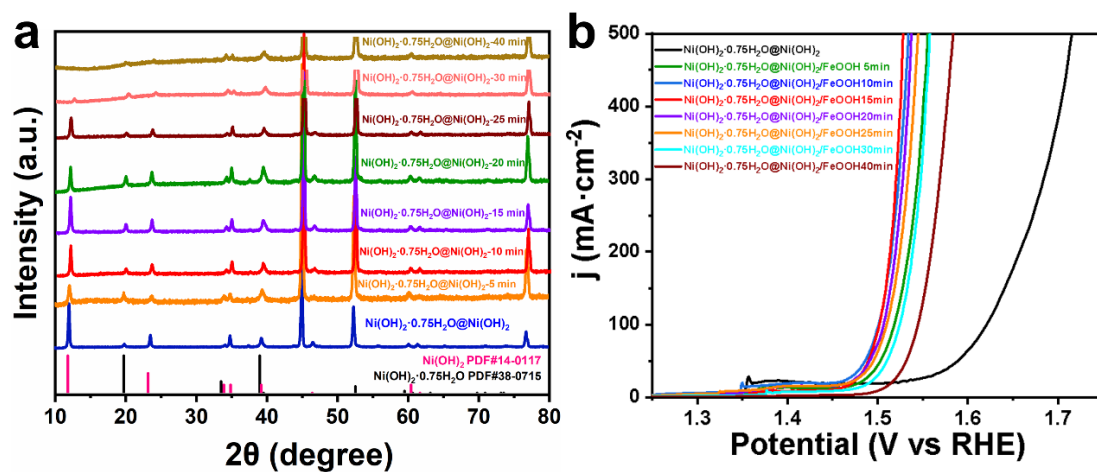 a
Intensity (a.u.)
Ni(OH)₂·0.75H₂O@Ni(OH)₂-40 min
Ni(OH)₂·0.75H₂O@Ni(OH)₂-30 min
Ni(OH)₂·0.75H₂O@Ni(OH)₂-25 min
Ni(OH)₂·0.75H₂O@Ni(OH)₂-20 min
Ni(OH)₂·0.75H₂O@Ni(OH)₂-15 min
Ni(OH)₂·0.75H₂O@Ni(OH)₂-10 min
Ni(OH)₂·0.75H₂O@Ni(OH)₂-5 min
Ni(OH)₂·0.75H₂O@Ni(OH)₂
Ni(OH)₂ PDF#14-0117
Ni(OH)₂·0.75H₂O PDF#38-0715
10 20 30 40 50 60 70 80
2θ (degree)
b
j (mA·cm⁻²)
500
400
300
200
100
0
Ni(OH)₂·0.75H₂O@Ni(OH)₂
Ni(OH)₂·0.75H₂O@Ni(OH)₂/FeOOH 5min
Ni(OH)₂·0.75H₂O@Ni(OH)₂/FeOOH10min
Ni(OH)₂·0.75H₂O@Ni(OH)₂/FeOOH15min
Ni(OH)₂·0.75H₂O@Ni(OH)₂/FeOOH20min
Ni(OH)₂·0.75H₂O@Ni(OH)₂/FeOOH25min
Ni(OH)₂·0.75H₂O@Ni(OH)₂/FeOOH30min
Ni(OH)₂·0.75H₂O@Ni(OH)₂/FeOOH40min
1.3 1.4 1.5 1.6 1.7
Potential (V vs RHE)